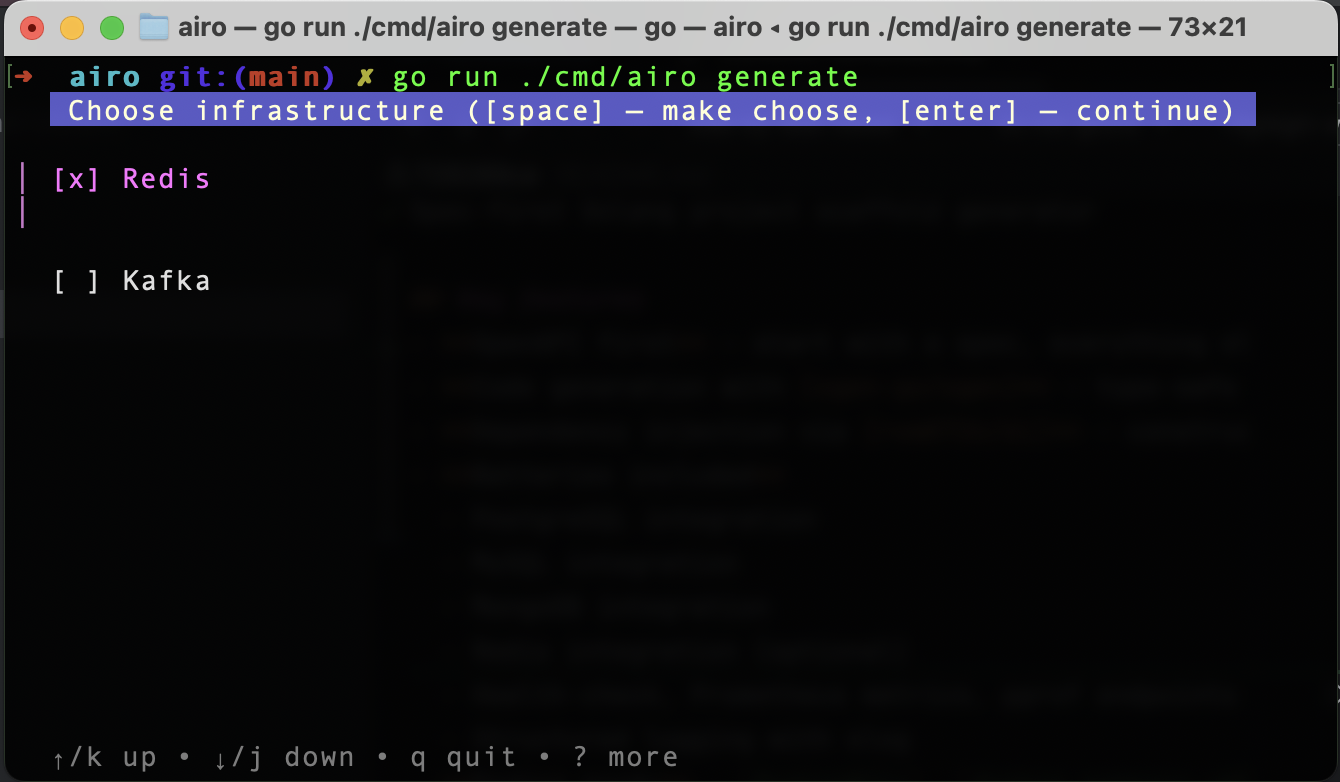 airo — go run ./cmd/airo generate — go — airo ◂ go run ./cmd/airo generate — 73×21
[➜  airo git:(main) ✗ go run ./cmd/airo generate ]
Choose infrastructure ([space] – make choose, [enter] – continue)
│ [x] Redis
│
[ ] Kafka
↑/k up • ↓/j down • q quit • ? more